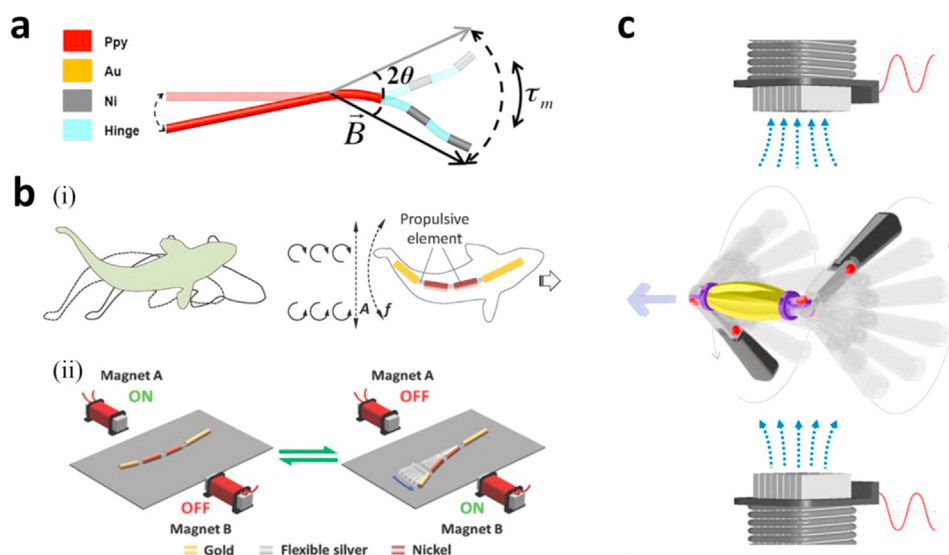 a
Ppy
Au
Ni
Hinge
2θ
B
τm
b (i)
Propulsive
element
A
f
(ii)
Magnet A
ON
OFF
Magnet B
Magnet A
OFF
ON
Magnet B
Gold
Flexible silver
Nickel
c